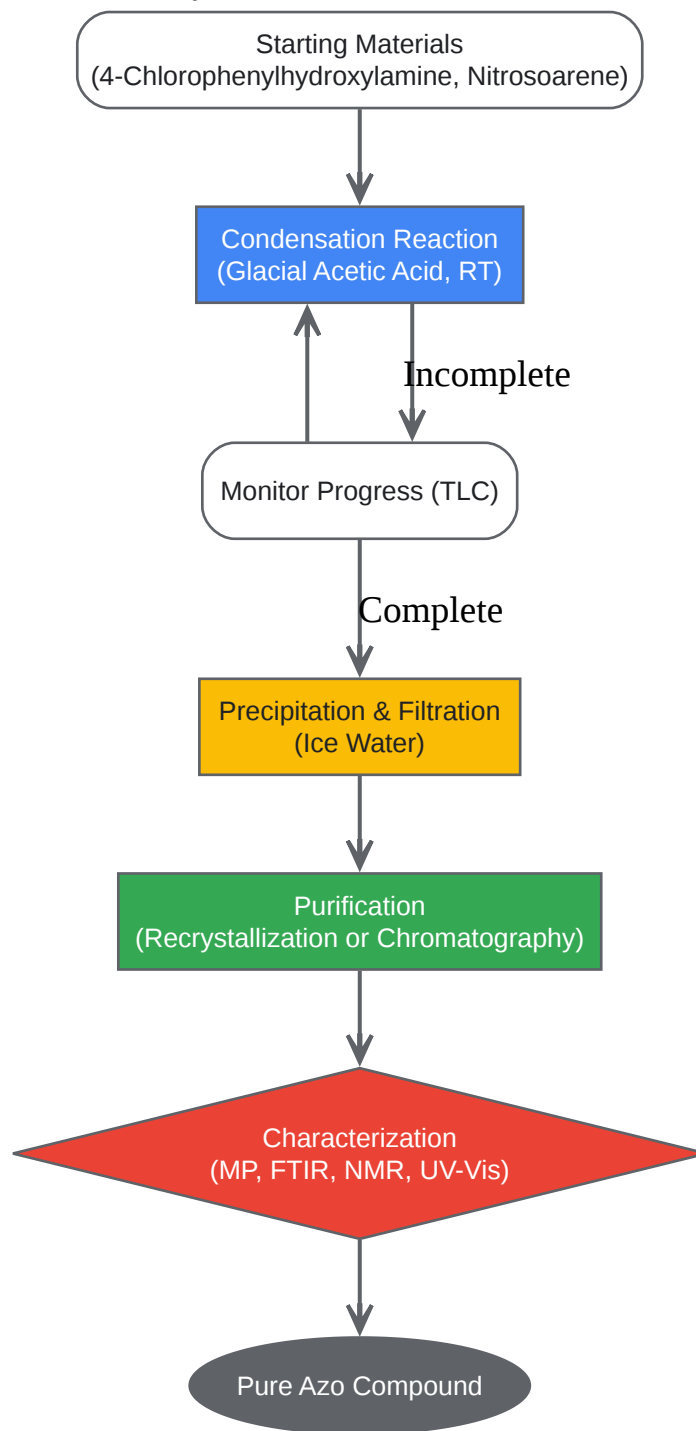 Starting Materials
(4-Chlorophenylhydroxylamine, Nitrosoarene)
Condensation Reaction
(Glacial Acetic Acid, RT)
Incomplete
Monitor Progress (TLC)
Complete
Precipitation & Filtration
(Ice Water)
Purification
(Recrystallization or Chromatography)
Characterization
(MP, FTIR, NMR, UV-Vis)
Pure Azo Compound